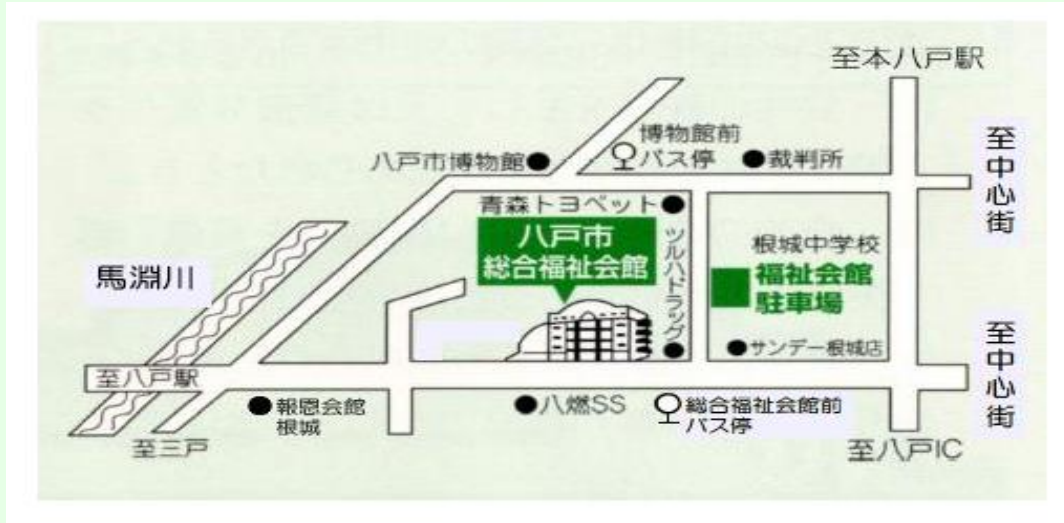 至本八戸駅
博物館前
バス停
裁判所
八戸市博物館
至中心街
青森トヨペット
八戸市
総合福祉会館
ツルハドラッグ
根城中学校
福祉会館
駐車場
馬淵川
サンデー根城店
至中心街
至八戸駅
報恩会館
根城
八燃SS
総合福祉会館前
バス停
至三戸
至八戸IC